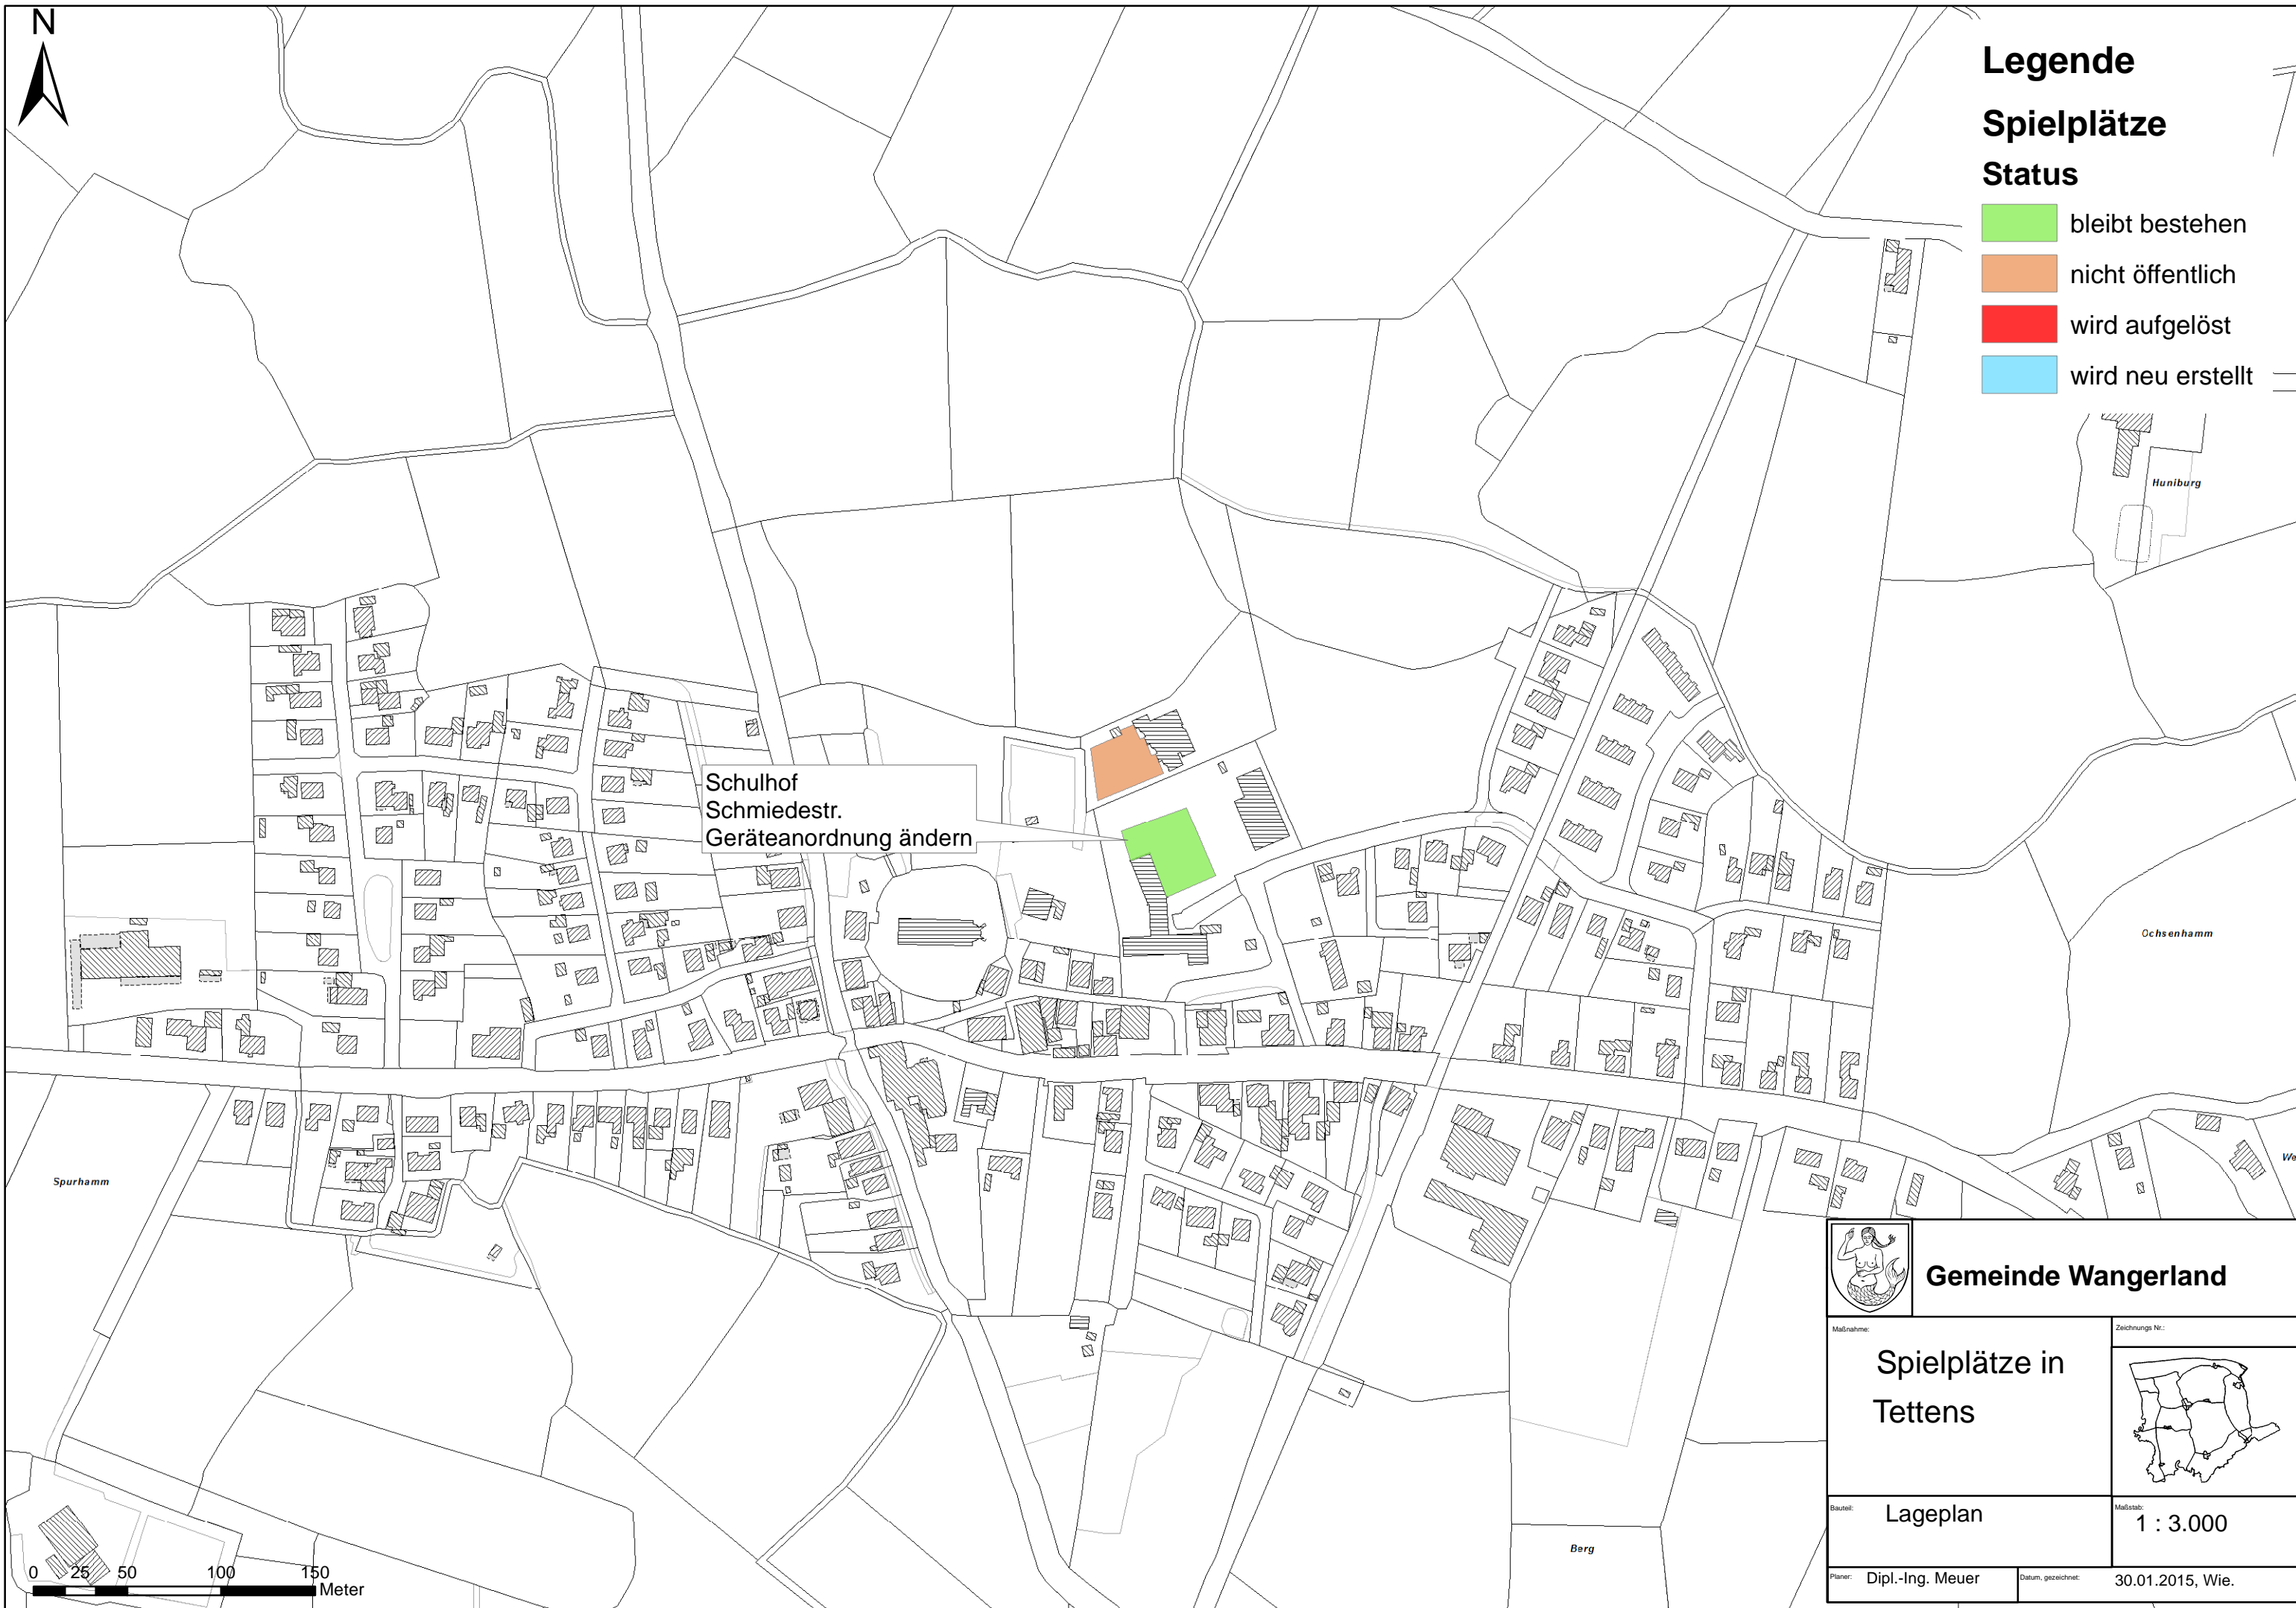 N
Legende
Spielplätze
Status
bleibt bestehen
nicht öffentlich
wird aufgelöst
wird neu erstellt
Huniburg
Schulhof
Schmiedestr.
Geräteanordnung ändern
Ochsenhamm
We
Spurhamm
Berg
0 25 50 100 150
Meter
Gemeinde Wangerland
Maßnahme:
Zeichnungs Nr.:
Spielplätze in
Tettens
Bauteil:
Lageplan
Maßstab:
1 : 3.000
Planer: Dipl.-Ing. Meuer
Datum, gezeichnet: 30.01.2015, Wie.